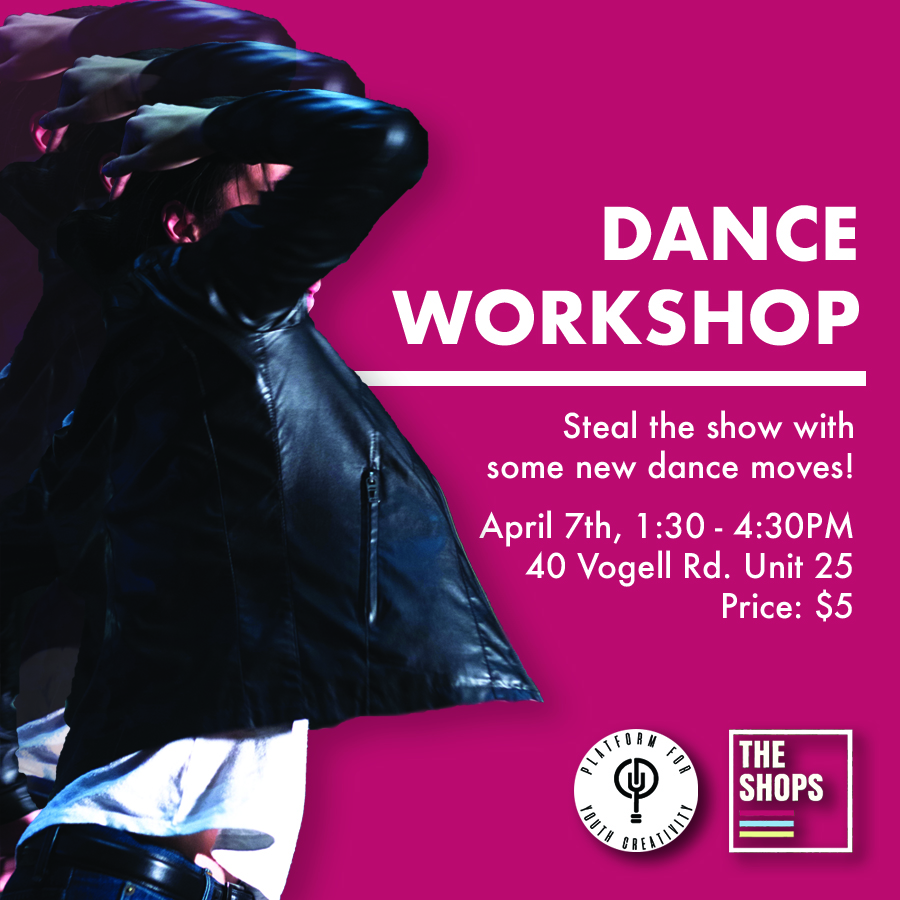 DANCE
WORKSHOP
Steal the show with
some new dance moves!
April 7th, 1:30 - 4:30PM
40 Vogell Rd. Unit 25
Price: $5
PLATFORM FOR
YOUTH CREATIVITY
THE
SHOPS